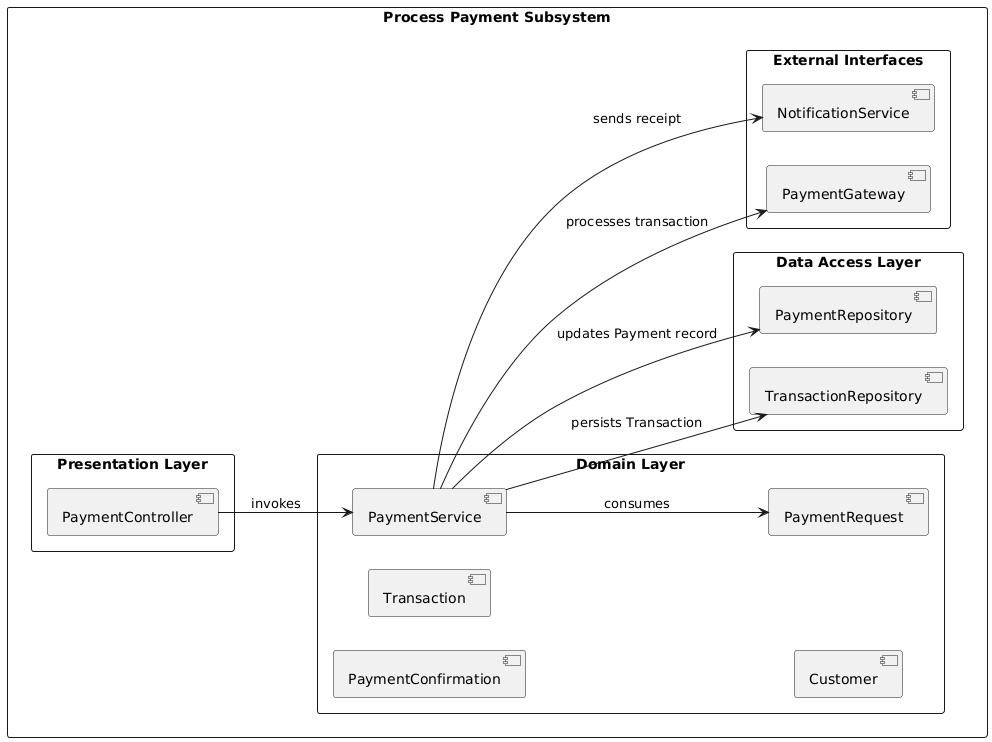 Process Payment Subsystem
External Interfaces
NotificationService
sends receipt
PaymentGateway
processes transaction
Data Access Layer
PaymentRepository
updates Payment record
TransactionRepository
persists Transaction
Presentation Layer
Domain Layer
PaymentController
invokes
PaymentService
consumes
PaymentRequest
Transaction
PaymentConfirmation
Customer